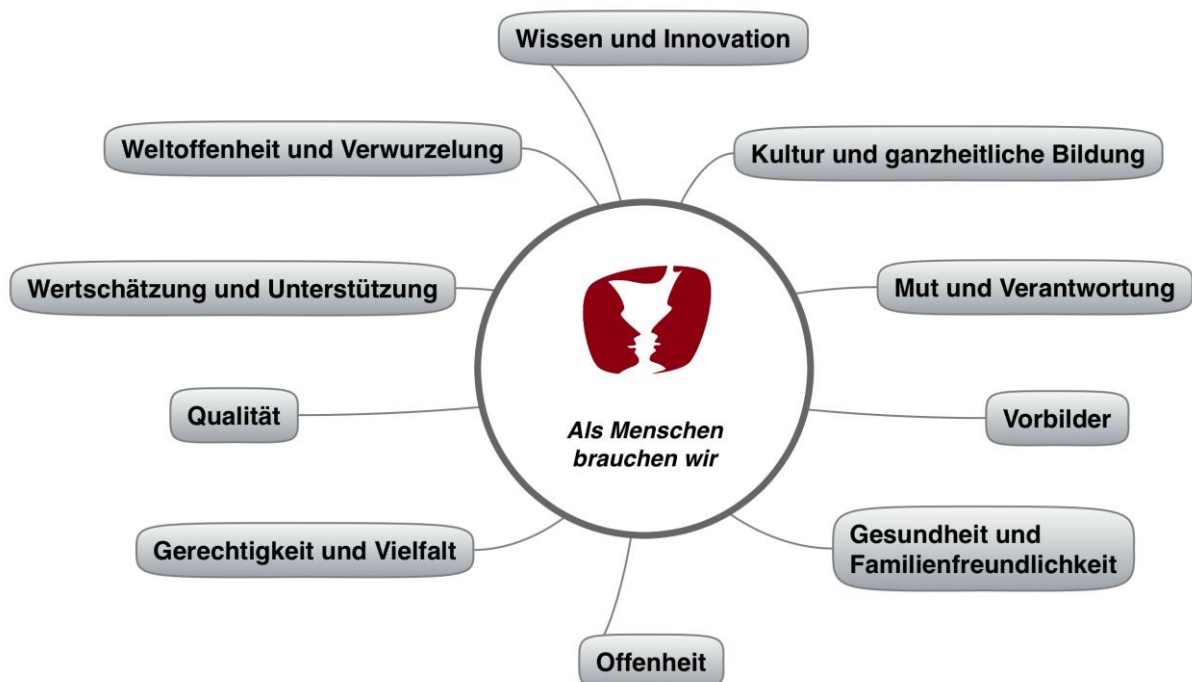 Wissen und Innovation
Weltoffenheit und Verwurzelung
Kultur und ganzheitliche Bildung
Wertschätzung und Unterstützung
Mut und Verantwortung
Qualität
Vorbilder
Als Menschen
brauchen wir
Gerechtigkeit und Vielfalt
Gesundheit und
Familienfreundlichkeit
Offenheit